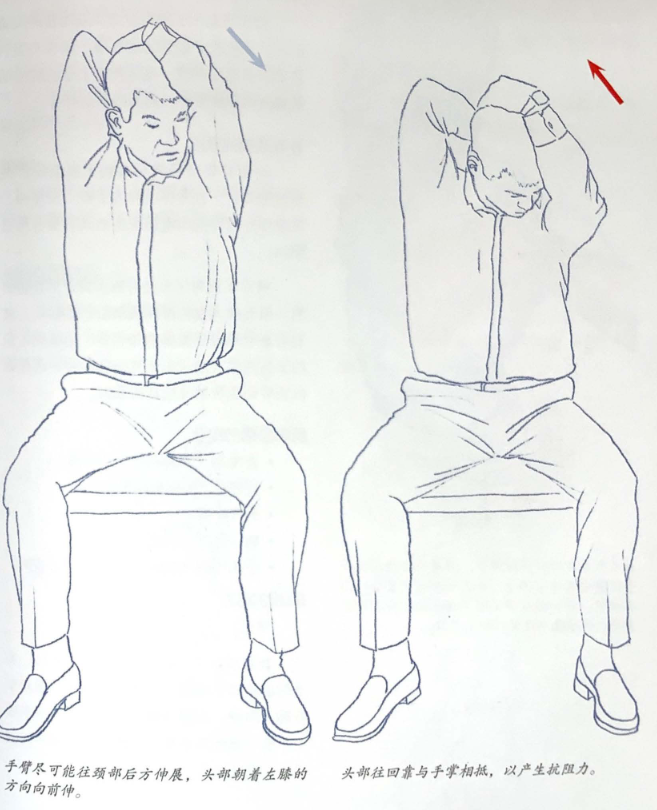 手臂尽可能往颈部后方伸展，头部朝着左膝的
方向向前伸。
头部往回靠与手掌相抵，以产生抗阻力。